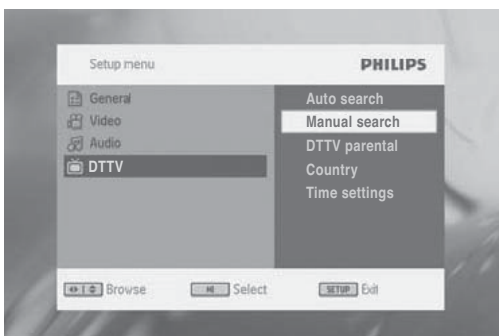 Setup menu
PHILIPS
General
Video
Audio
DTTV
Auto search
Manual search
DTTV parental
Country
Time settings
Browse
Select
SETUP Exit